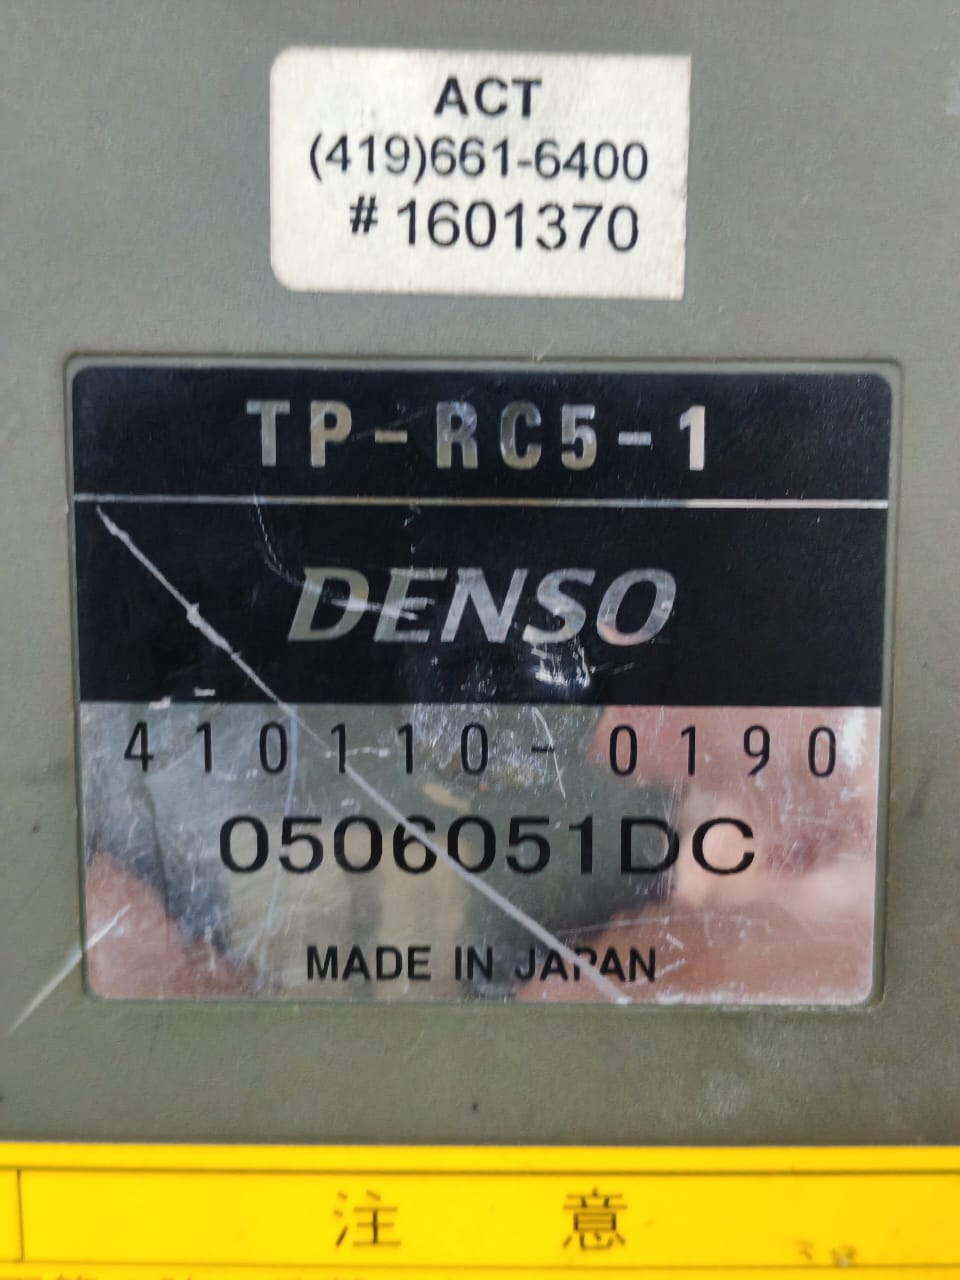 ACT
(419)661-6400
#1601370
TP-RC5-1
DENSO
410110-0190
0506051DC
MADE IN JAPAN
注 意